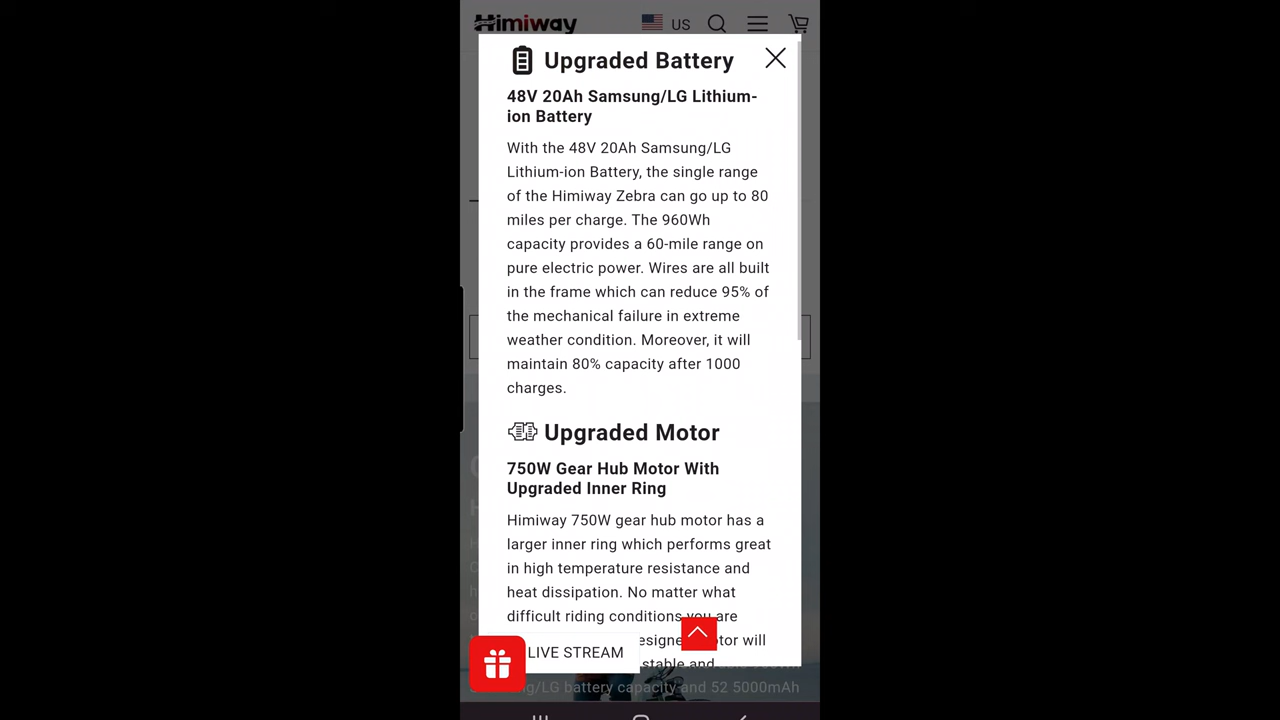 Himiway
US
Upgraded Battery
48V 20Ah Samsung/LG Lithium-
ion Battery
With the 48V 20Ah Samsung/LG
Lithium-ion Battery, the single range
of the Himiway Zebra can go up to 80
miles per charge. The 960Wh
capacity provides a 60-mile range on
pure electric power. Wires are all built
in the frame which can reduce 95% of
the mechanical failure in extreme
weather condition. Moreover, it will
maintain 80% capacity after 1000
charges.
Upgraded Motor
750W Gear Hub Motor With
Upgraded Inner Ring
Himiway 750W gear hub motor has a
larger inner ring which performs great
in high temperature resistance and
heat dissipation. No matter what
difficult riding conditions you are
will
LIVE STREAM
stable and
/LG battery capacity and 52 5000mAh